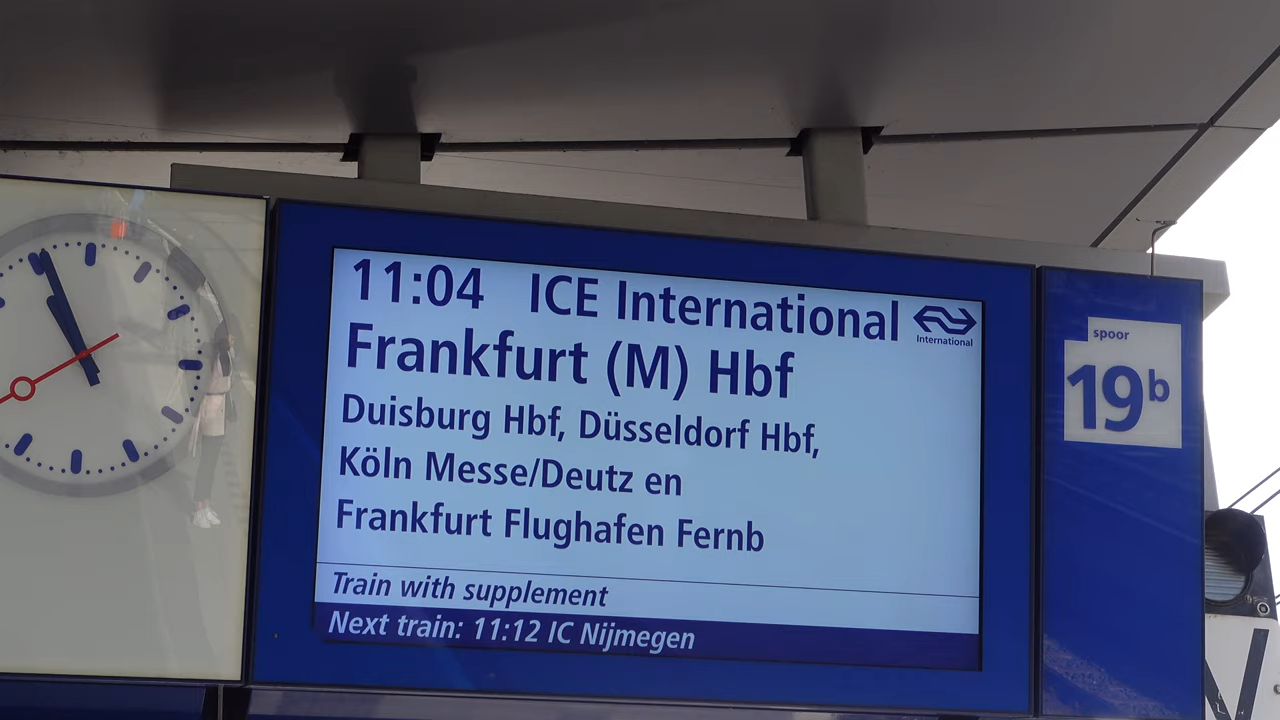 11:04 ICE International
International
Frankfurt (M) Hbf
Duisburg Hbf, Düsseldorf Hbf,
Köln Messe/Deutz en
Frankfurt Flughafen Fernb
Train with supplement
Next train: 11:12 IC Nijmegen
spoor
19b